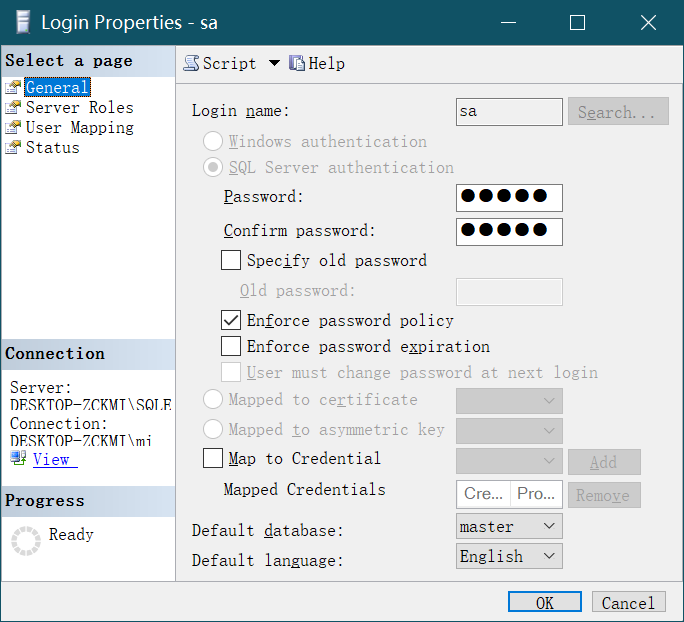 Login Properties - sa
Select a page
General
Server Roles
User Mapping
Status
Connection
Server:
DESKTOP-ZCKMI\SQLE
Connection:
DESKTOP-ZCKMI\mi
View
Progress
Ready
Script
Help
Login name:
sa
Search...
Windows authentication
SQL Server authentication
Password:
●●●●●
Confirm password:
●●●●●
Specify old password
Old password:
Enforce password policy
Enforce password expiration
User must change password at next login
Mapped to certificate
Mapped to asymmetric key
Map to Credential
Add
Mapped Credentials
Cre... Pro...
Remove
Default database:
master
Default language:
English
OK
Cancel